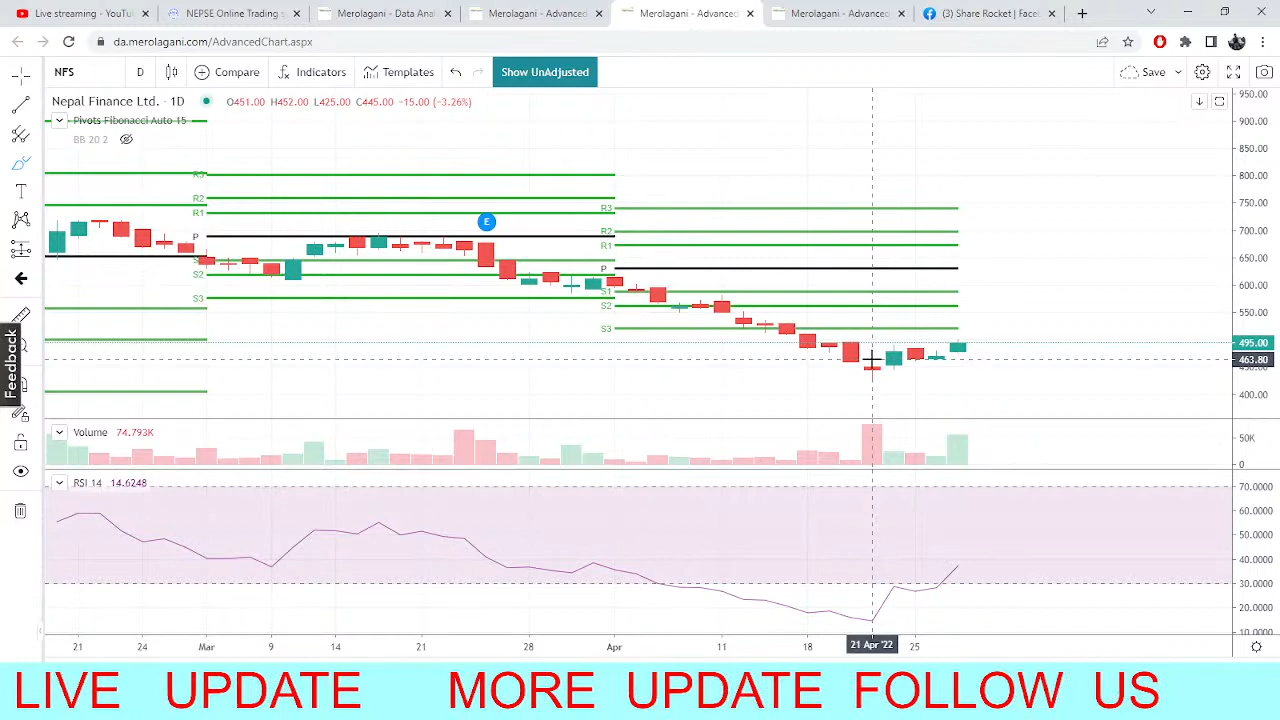 Live streams - YouTube
NEPSE Online Trading s
Merolagani - Data Anal
Merolagani - Advanced
Merolagani - Advanced
Merolagani - Advanced
(3) Share Rocket | Faceb
da.merolagani.com/AdvancedChart.aspx
NFS D Compare Indicators Templates Show UnAdjusted Save
Nepal Finance Ltd. · 1D O451.00 H452.00 L425.00 C445.00 -15.00 (-3.26%)
Pivots Fibonacci Auto 15
BB 20 2
950.00
900.00
850.00
800.00
750.00
700.00
650.00
600.00
550.00
495.00
463.80
400.00
R2
R1
P
S2
S3
E
R3
R2
R1
P
S1
S2
S3
Feedback
Volume 74.793K
50K
0
RSI 14 14.6248
70.0000
60.0000
50.0000
40.0000
30.0000
20.0000
10.0000
21 24 Mar 9 14 21 28 Apr 11 18 21 Apr '22 25
LIVE UPDATE MORE UPDATE FOLLOW US